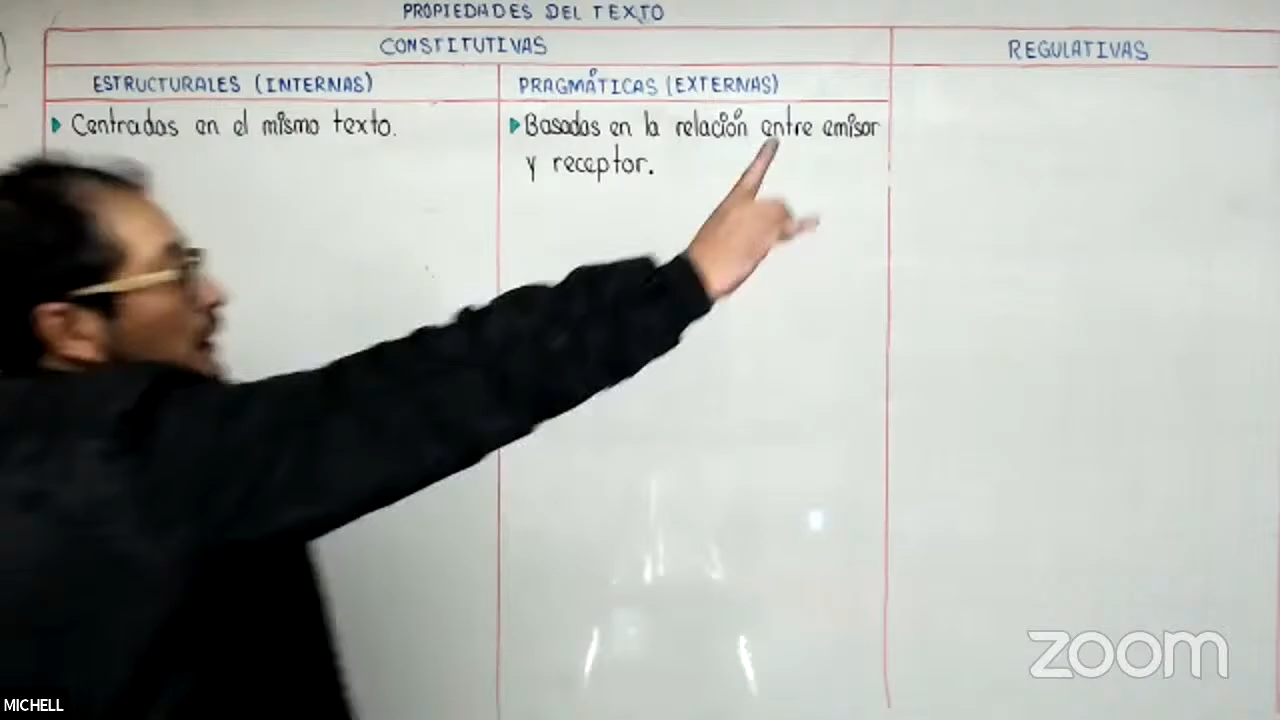 PROPIEDADES DEL TEXTO
CONSTITUTIVAS
REGULATIVAS
ESTRUCTURALES (INTERNAS)
PRAGMÁTICAS (EXTERNAS)
Centradas en el mismo texto.
Basadas en la relación entre emisor
y receptor.
zoom
MICHELL